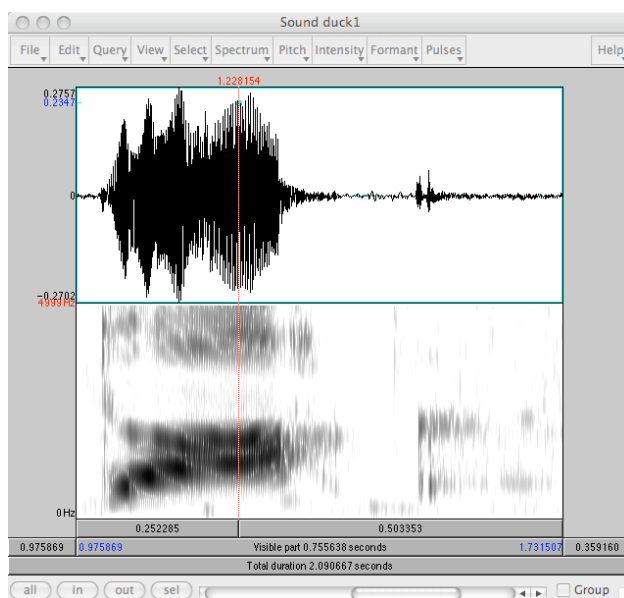 Sound duck1
File Edit Query View Select Spectrum Pitch Intensity Formant Pulses Help
1.228154
0.2757
0.2347
0
-0.2702
4999Hz
0Hz
0.252285 0.503353
0.975869 0.975869 Visible part 0.755638 seconds 1.731507 0.359160
Total duration 2.090667 seconds
all in out sel Group